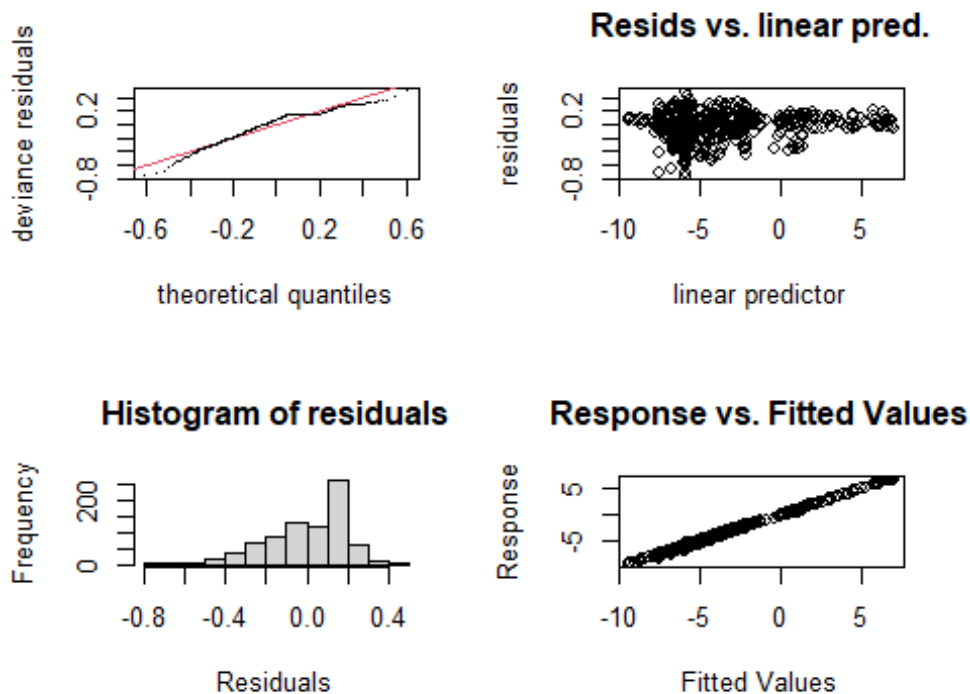 deviance residuals
0.2
-0.8
-0.6
-0.2
0.2
0.6
theoretical quantiles
Resids vs. linear pred.
residuals
0.2
-0.8
-10
-5
0
5
linear predictor
Histogram of residuals
Frequency
200
0
-0.8
-0.4
0.0
0.4
Residuals
Response vs. Fitted Values
Response
5
-5
-10
-5
0
5
Fitted Values